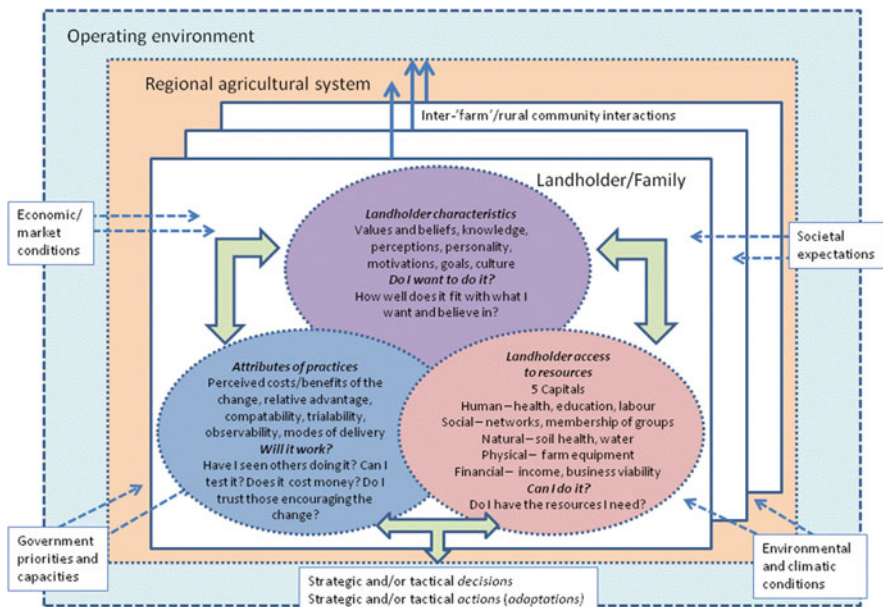 Operating environment
Regional agricultural system
Inter-'farm'/rural community interactions
Landholder/Family
Economic/
market
conditions
Societal
expectations
Landholder characteristics
Values and beliefs, knowledge,
perceptions, personality,
motivations, goals, culture
Do I want to do it?
How well does it fit with what I
want and believe in?
Attributes of practices
Perceived costs/benefits of the
change, relative advantage,
compatability, trialability,
observability, modes of delivery
Will it work?
Have I seen others doing it? Can I
test it? Does it cost money? Do I
trust those encouraging the
change?
Landholder access
to resources
5 Capitals
Human – health, education, labour
Social – networks, membership of groups
Natural – soil health, water
Physical – farm equipment
Financial – income, business viability
Can I do it?
Do I have the resources I need?
Government
priorities and
capacities
Environmental
and climatic
conditions
Strategic and/or tactical decisions
Strategic and/or tactical actions (adaptations)